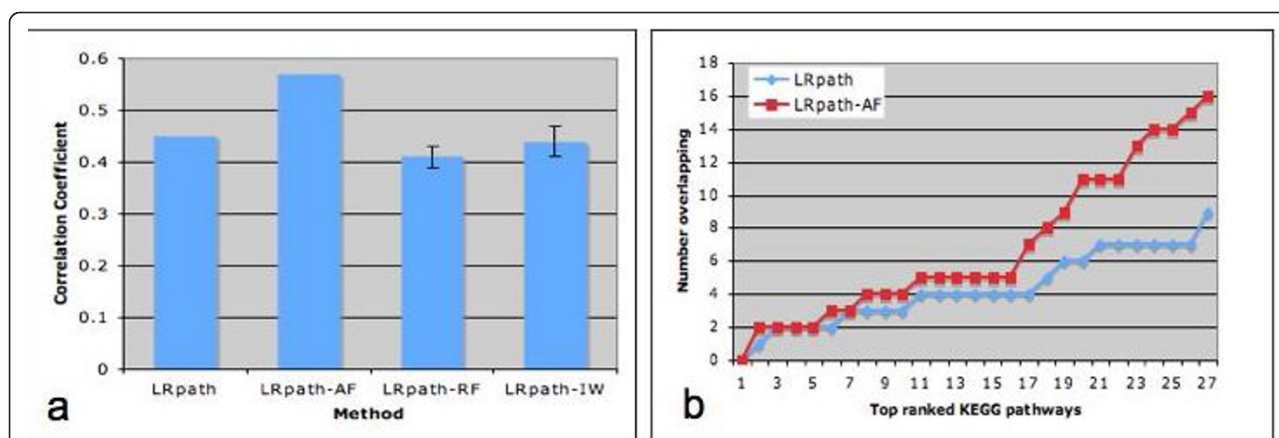 0.6
0.5
0.4
0.3
0.2
0.1
0
Correlation Coefficient
LRpath LRpath-AF LRpath-RF LRpath-IW
Method
a
18
16
14
12
10
8
6
4
2
0
Number overlapping
LRpath
LRpath-AF
1 3 5 7 9 11 13 15 17 19 21 23 25 27
Top ranked KEGG pathways
b